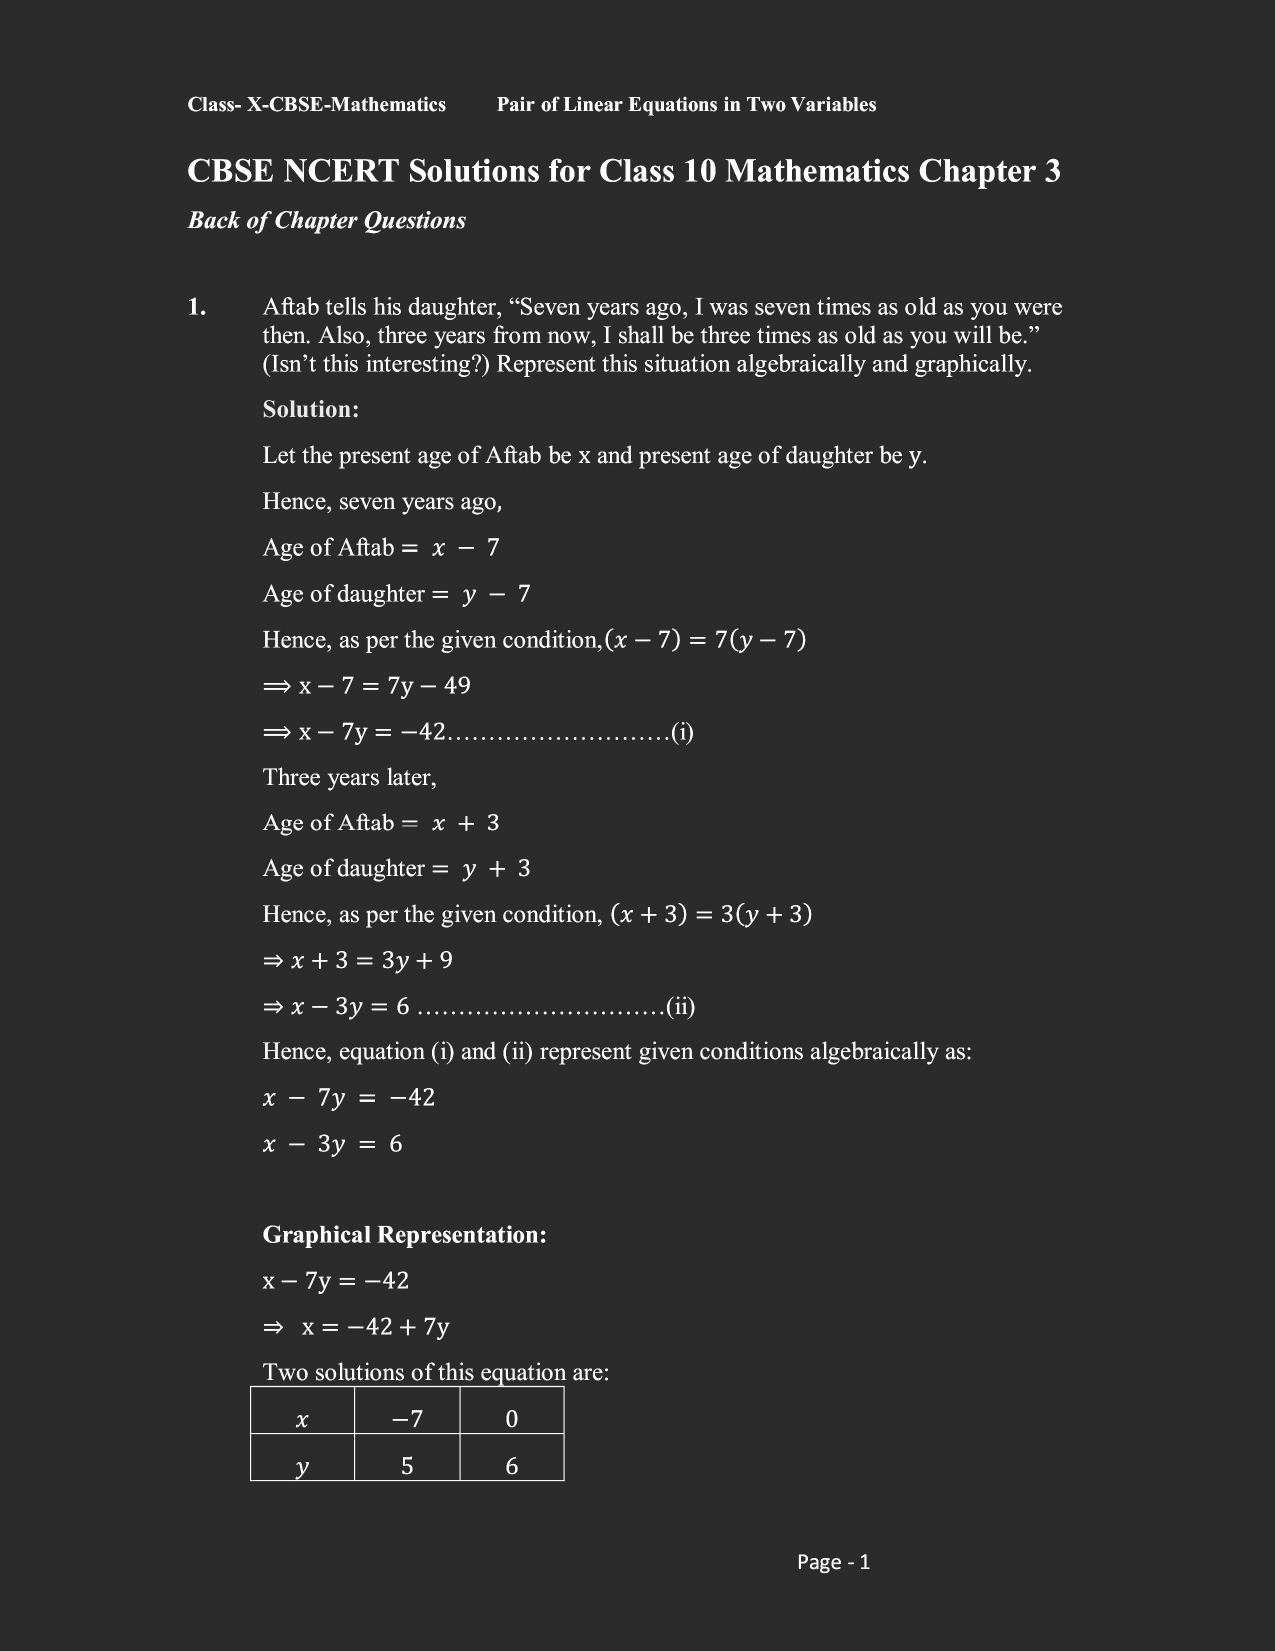 Class- X-CBSE-Mathematics Pair of Linear Equations in Two Variables
CBSE NCERT Solutions for Class 10 Mathematics Chapter 3
Back of Chapter Questions
1. Aftab tells his daughter, “Seven years ago, I was seven times as old as you were
then. Also, three years from now, I shall be three times as old as you will be.”
(Isn’t this interesting?) Represent this situation algebraically and graphically.
Solution:
Let the present age of Aftab be x and present age of daughter be y.
Hence, seven years ago,
Age of Aftab = x − 7
Age of daughter = y − 7
Hence, as per the given condition,(x − 7) = 7(y − 7)
⟹ x − 7 = 7y − 49
⟹ x − 7y = −42………………………(i)
Three years later,
Age of Aftab = x + 3
Age of daughter = y + 3
Hence, as per the given condition, (x + 3) = 3(y + 3)
⇒ x + 3 = 3y + 9
⇒ x − 3y = 6 …………………………(ii)
Hence, equation (i) and (ii) represent given conditions algebraically as:
x − 7y = −42
x − 3y = 6
Graphical Representation:
x − 7y = −42
⇒ x = −42 + 7y
Two solutions of this equation are:
x −7 0
y 5 6
Page - 1